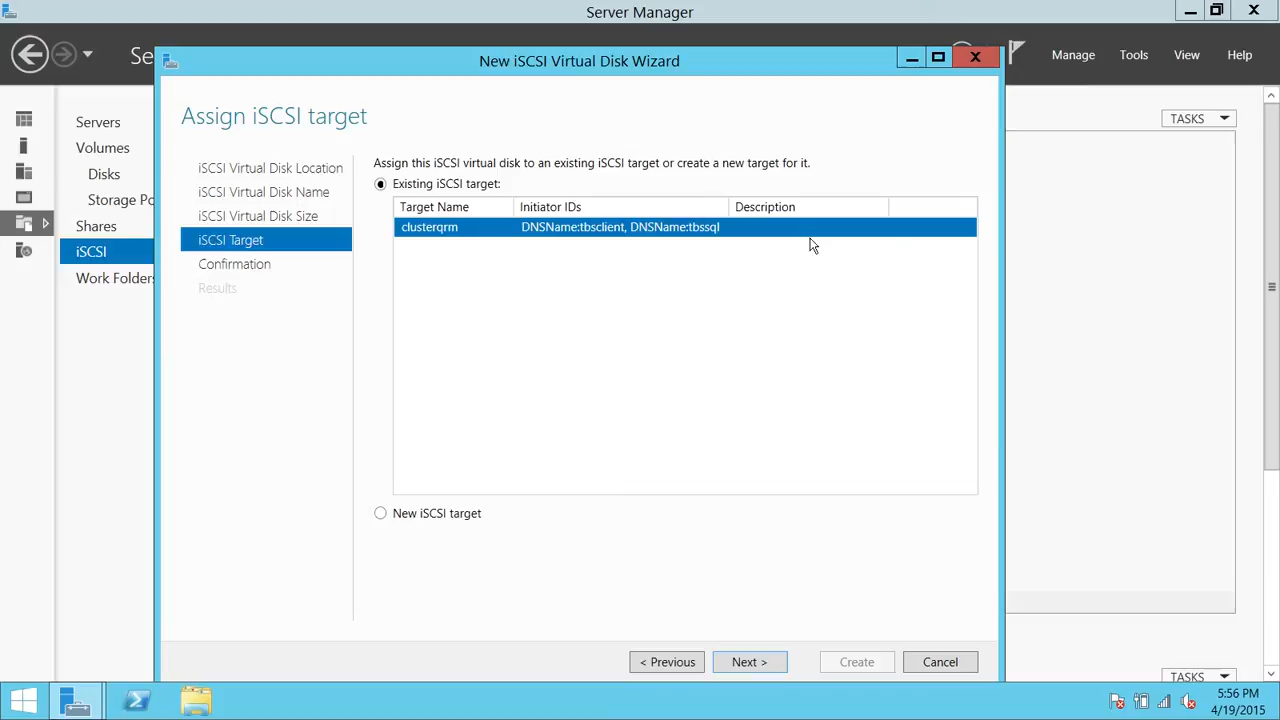 Server Manager
Se
Manage
Tools
View
Help
New iSCSI Virtual Disk Wizard
Servers
Volumes
Disks
Storage Po
Shares
iSCSI
Work Folders
TASKS
Assign iSCSI target
iSCSI Virtual Disk Location
iSCSI Virtual Disk Name
iSCSI Virtual Disk Size
iSCSI Target
Confirmation
Results
Assign this iSCSI virtual disk to an existing iSCSI target or create a new target for it.
Existing iSCSI target:
Target Name Initiator IDs Description
clusterqrm DNSName:tbsclient, DNSName:tbssql
New iSCSI target
< Previous
Next >
Create
Cancel
TASKS
5:56 PM
4/19/2015